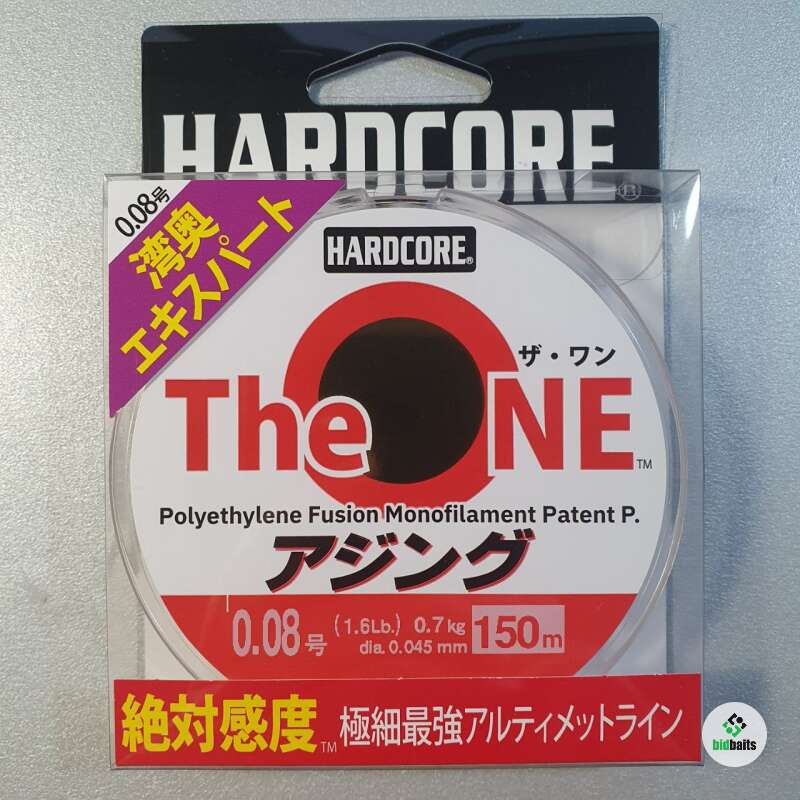 HARDCORE®
0.08号
湾奥
エキスパート
HARDCORE®
ザ・ワン
The ONE™
Polyethylene Fusion Monofilament Patent P.
アジング
0.08号 (1.6Lb.) 0.7kg 150m
dia. 0.045 mm
絶対感度™ 極細最強アルティメットライン
bidbaits